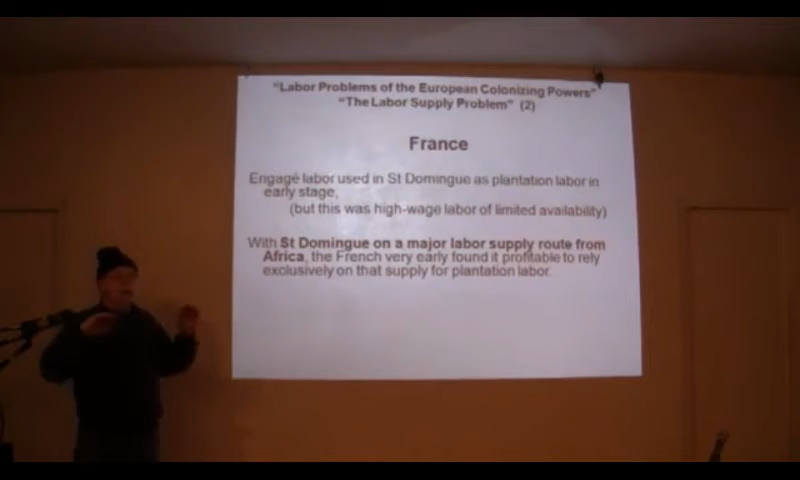 "Labor Problems of the European Colonizing Powers"
"The Labor Supply Problem" (2)
France
Engagé labor used in St Domingue as plantation labor in
early stage,
(but this was high-wage labor of limited availability)
With St Domingue on a major labor supply route from
Africa, the French very early found it profitable to rely
exclusively on that supply for plantation labor.